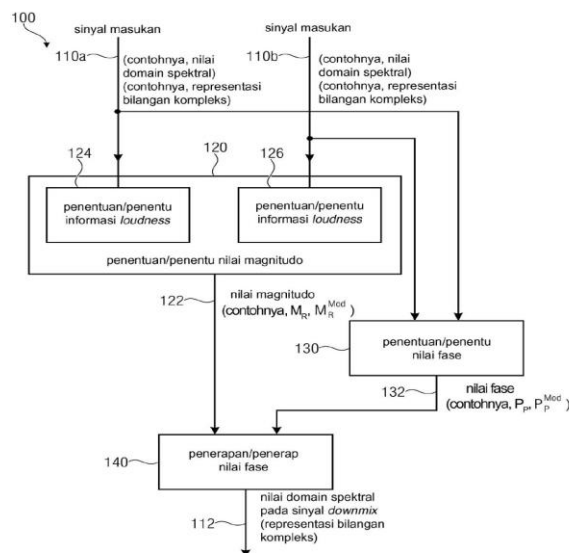 100
sinyal masukan
sinyal masukan
110a
(contohnya, nilai
domain spektral)
(contohnya, representasi
bilangan kompleks)
110b
(contohnya, nilai
domain spektral)
(contohnya, representasi
bilangan kompleks)
124
120
126
penentuan/penentu
informasi loudness
penentuan/penentu
informasi loudness
penentuan/penentu nilai magnitudo
122
nilai magnitudo
(contohnya, M_R, M_R^Mod)
130
penentuan/penentu
nilai fase
132
nilai fase
(contohnya, P_P, P_P^Mod)
140
penerapan/penerap
nilai fase
112
nilai domain spektral
pada sinyal downmix
(representasi bilangan
kompleks)